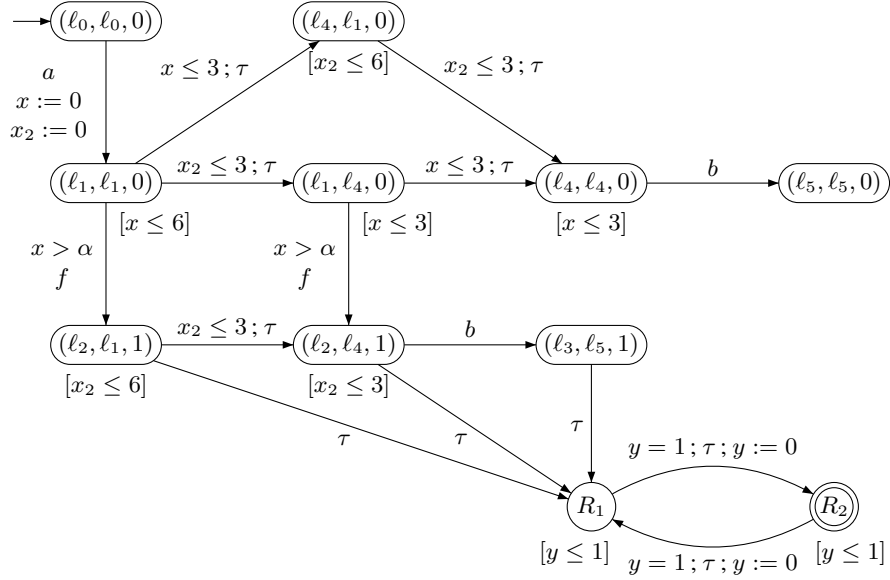 (ℓ₀, ℓ₀, 0)
(ℓ₄, ℓ₁, 0)
[x₂ ≤ 6]
a
x := 0
x₂ := 0
x ≤ 3 ; τ
x₂ ≤ 3 ; τ
(ℓ₁, ℓ₁, 0)
x₂ ≤ 3 ; τ
(ℓ₁, ℓ₄, 0)
x ≤ 3 ; τ
(ℓ₄, ℓ₄, 0)
b
(ℓ₅, ℓ₅, 0)
[x ≤ 6]
[x ≤ 3]
[x ≤ 3]
x > α
f
x > α
f
(ℓ₂, ℓ₁, 1)
x₂ ≤ 3 ; τ
(ℓ₂, ℓ₄, 1)
b
(ℓ₃, ℓ₅, 1)
[x₂ ≤ 6]
[x₂ ≤ 3]
τ
τ
τ
y = 1 ; τ ; y := 0
R₁
R₂
[y ≤ 1]
y = 1 ; τ ; y := 0
[y ≤ 1]